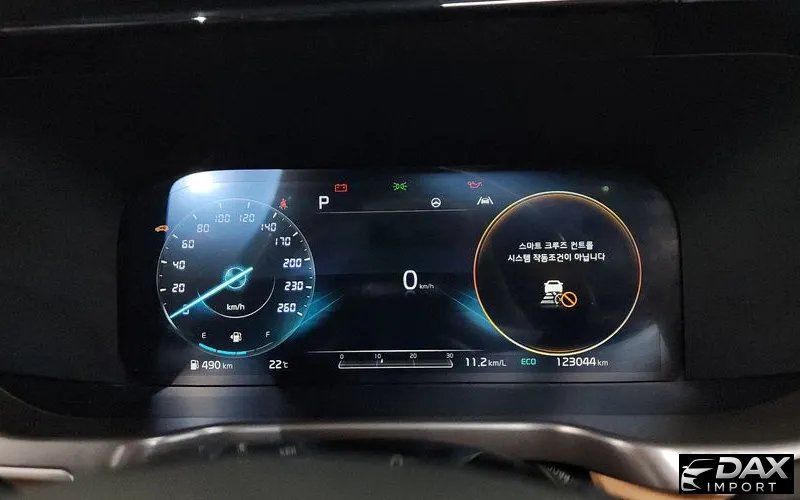 100 120
80 140
60 170
40 200
20 230
0 260
km/h
E F
P
0 km/h
스마트 크루즈 컨트롤
시스템 작동조건이 아닙니다
490 km
22℃
0 10 20 30
11.2 km/L
ECO
123044 km
DAX
IMPORT